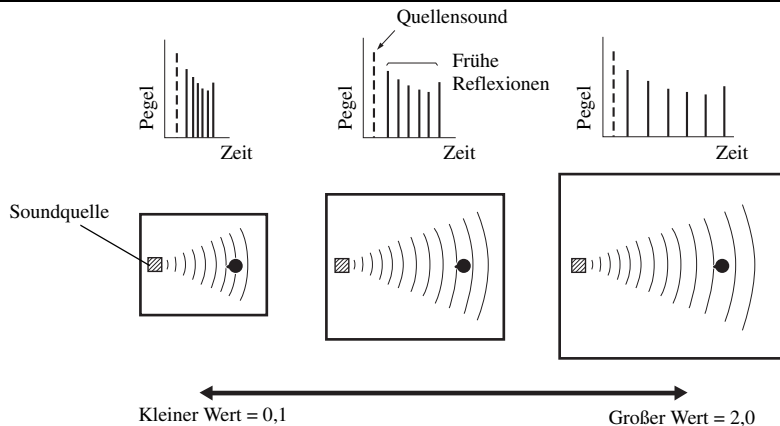 Quellensound
Frühe
Reflexionen
Pegel
Zeit
Pegel
Zeit
Pegel
Zeit
Soundquelle
Kleiner Wert = 0,1
Großer Wert = 2,0